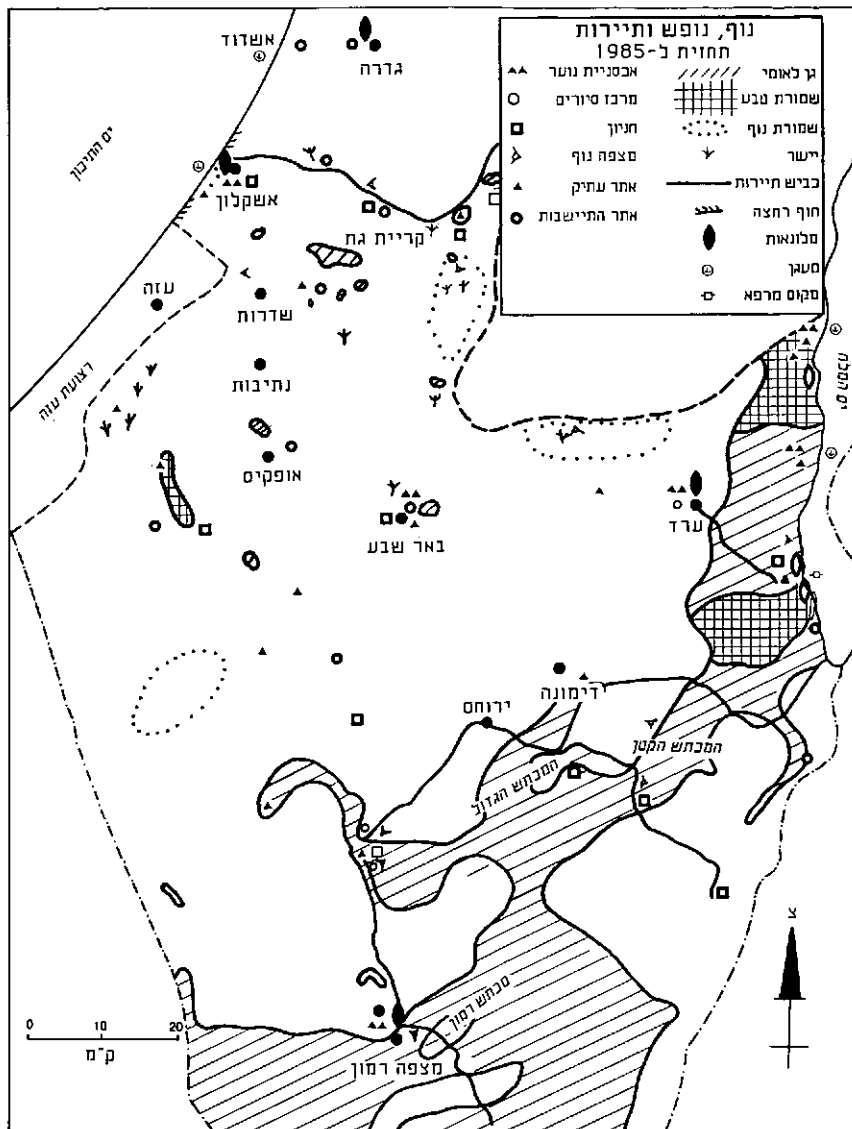 נוף, נופש ותיירות
תחזית ל-1985
אכסניית נוער
מרכז סיורים
חניון
מצפה נוף
אתר עתיק
אתר התיישבות
גן לאומי
שמורת טבע
שמורת נוף
יישר
כביש תיירות
חוף רחצה
מלונאות
מעגן
מקום מרפא
אשדוד
גדרה
ים התיכון
אשקלון
קריית גת
עזה
שדרות
רצועת עזה
נתיבות
ים המלח
אופקים
באר שבע
ערד
דימונה
ירוחם
המכתש הקטן
המכתש הגדול
מכתש רמון
מצפה רמון
צ
0 10 20
ק״מ